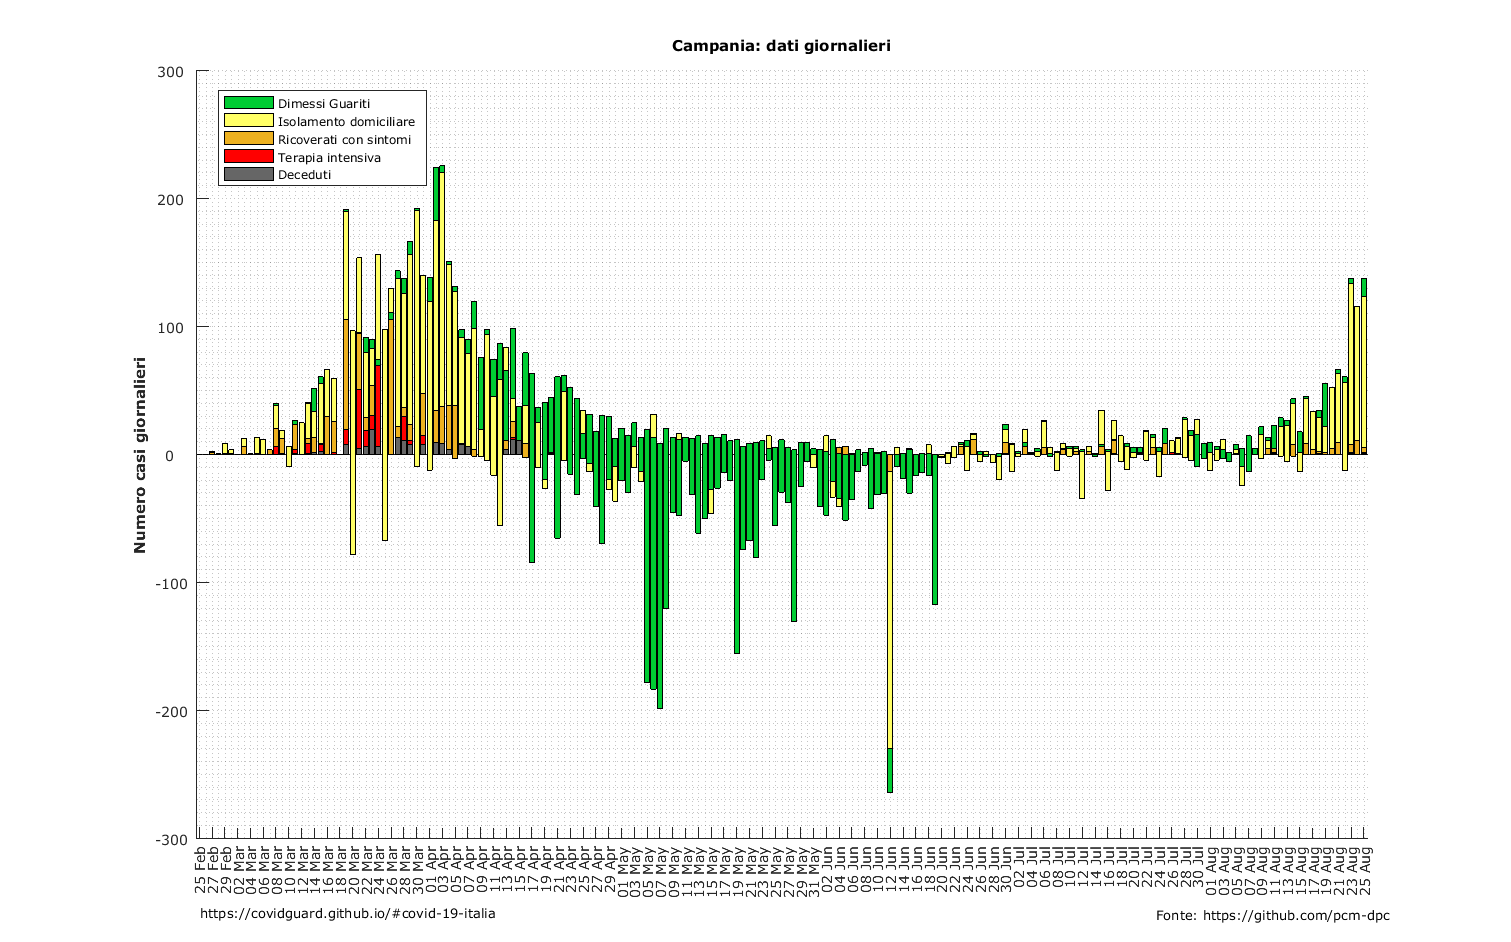 Campania: dati giornalieri
300
200
100
0
-100
-200
-300
Numero casi giornalieri
Dimessi Guariti
Isolamento domiciliare
Ricoverati con sintomi
Terapia intensiva
Deceduti
25 Feb
27 Feb
29 Feb
02 Mar
04 Mar
06 Mar
08 Mar
10 Mar
12 Mar
14 Mar
16 Mar
18 Mar
20 Mar
22 Mar
24 Mar
26 Mar
28 Mar
30 Mar
01 Apr
03 Apr
05 Apr
07 Apr
09 Apr
11 Apr
13 Apr
15 Apr
17 Apr
19 Apr
21 Apr
23 Apr
25 Apr
27 Apr
29 Apr
01 May
03 May
05 May
07 May
09 May
11 May
13 May
15 May
17 May
19 May
21 May
23 May
25 May
27 May
29 May
31 May
02 Jun
04 Jun
06 Jun
08 Jun
10 Jun
12 Jun
14 Jun
16 Jun
18 Jun
20 Jun
22 Jun
24 Jun
26 Jun
28 Jun
30 Jun
02 Jul
04 Jul
06 Jul
08 Jul
10 Jul
12 Jul
14 Jul
16 Jul
18 Jul
20 Jul
22 Jul
24 Jul
26 Jul
28 Jul
30 Jul
01 Aug
03 Aug
05 Aug
07 Aug
09 Aug
11 Aug
13 Aug
15 Aug
17 Aug
19 Aug
21 Aug
23 Aug
25 Aug
https://covidguard.github.io/#covid-19-italia
Fonte: https://github.com/pcm-dpc